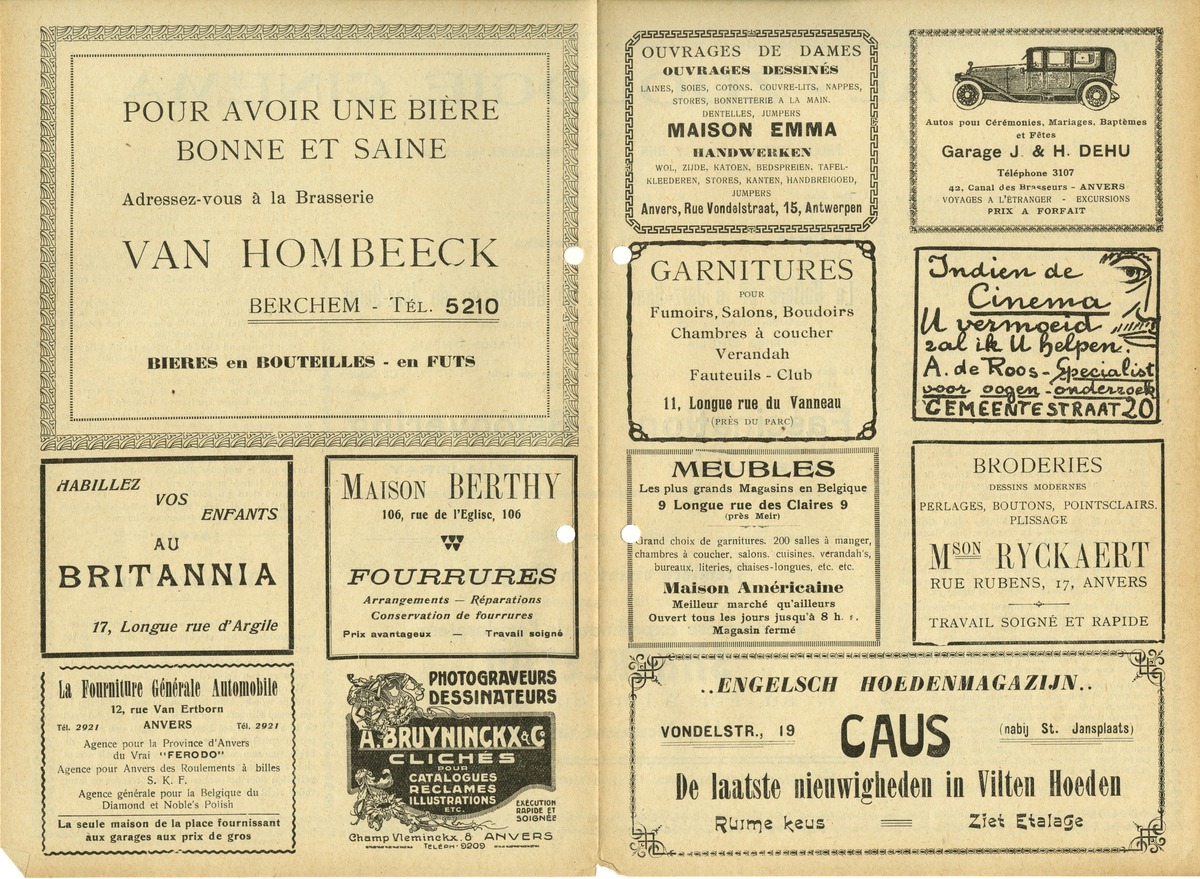 POUR AVOIR UNE BIÈRE
BONNE ET SAINE
Adressez-vous à la Brasserie
VAN HOMBEECK
BERCHEM - TÉL. 5210
BIERES en BOUTEILLES - en FUTS
HABILLEZ
VOS
ENFANTS
AU
BRITANNIA
17, Longue rue d'Argile
MAISON BERTHY
106, rue de l'Eglise, 106
FOURRURES
Arrangements — Réparations
Conservation de fourrures
Prix avantageux — Travail soigné
La Fourniture Générale Automobile
12, rue Van Ertborn
Tél. 2921 ANVERS Tél. 2921
Agence pour la Province d'Anvers
du Vrai "FERODO"
Agence pour Anvers des Roulements à billes
S. K. F.
Agence générale pour la Belgique du
Diamond et Noble's Polish
La seule maison de la place fournissant
aux garages aux prix de gros
PHOTOGRAVEURS
DESSINATEURS
A. BRUYNINCKX & Cº
CLICHÉS
POUR
CATALOGUES
RÉCLAMES
ILLUSTRATIONS
ETC.
EXÉCUTION
RAPIDE ET
SOIGNÉE
Champ Vleminckx. 8 ANVERS
TELÉPH. 9209
OUVRAGES DE DAMES
OUVRAGES DESSINÉS
LAINES, SOIES, COTONS, COUVRE-LITS, NAPPES,
STORES, BONNETTERIE A LA MAIN.
DENTELLES, JUMPERS
MAISON EMMA
HANDWERKEN
WOL, ZIJDE, KATOEN, BEDSPREIEN, TAFEL-
KLEEDEREN, STORES, KANTEN, HANDBREIGOED,
JUMPERS
Anvers, Rue Vondelstraat, 15, Antwerpen
Autos pour Cérémonies, Mariages, Baptèmes
et Fêtes
Garage J. & H. DEHU
Téléphone 3107
42, Canal des Brasseurs - ANVERS
VOYAGES A L'ÉTRANGER - EXCURSIONS
PRIX A FORFAIT
GARNITURES
POUR
Fumoirs, Salons, Boudoirs
Chambres à coucher
Verandah
Fauteuils - Club
11, Longue rue du Vanneau
(PRÈS DU PARC)
Indien de
Cinema
U vermoeid
zal ik U helpen.
A. de Roos - Specialist
voor oogen-onderzoek
GEMEENTESTRAAT 20
MEUBLES
Les plus grands Magasins en Belgique
9 Longue rue des Claires 9
(près Meir)
Grand choix de garnitures. 200 salles à manger,
chambres à coucher, salons. cuisines. verandah's,
bureaux, literies, chaises-longues, etc. etc.
Maison Américaine
Meilleur marché qu'ailleurs
Ouvert tous les jours jusqu'à 8 h.
Magasin fermé
BRODERIES
DESSINS MODERNES
PERLAGES, BOUTONS, POINTSCLAIRS.
PLISSAGE
MSON RYCKAERT
RUE RUBENS, 17, ANVERS
TRAVAIL SOIGNÉ ET RAPIDE
..ENGELSCH HOEDENMAGAZIJN..
VONDELSTR., 19 CAUS (nabij St. Jansplaats)
De laatste nieuwigheden in Vilten Hoeden
Ruime keus = Ziet Etalage